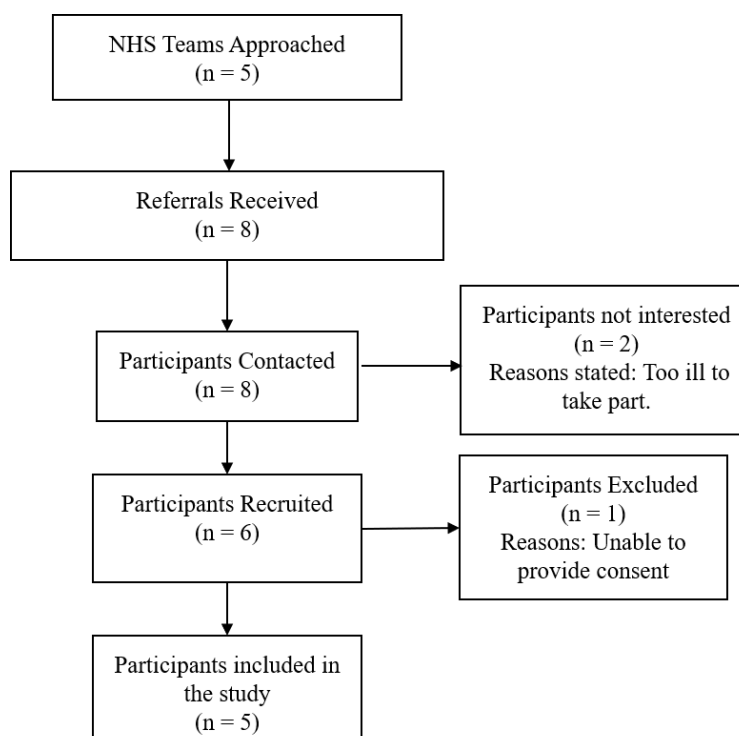 NHS Teams Approached
(n = 5)
Referrals Received
(n = 8)
Participants Contacted
(n = 8)
Participants not interested
(n = 2)
Reasons stated: Too ill to
take part.
Participants Recruited
(n = 6)
Participants Excluded
(n = 1)
Reasons: Unable to
provide consent
Participants included in
the study
(n = 5)